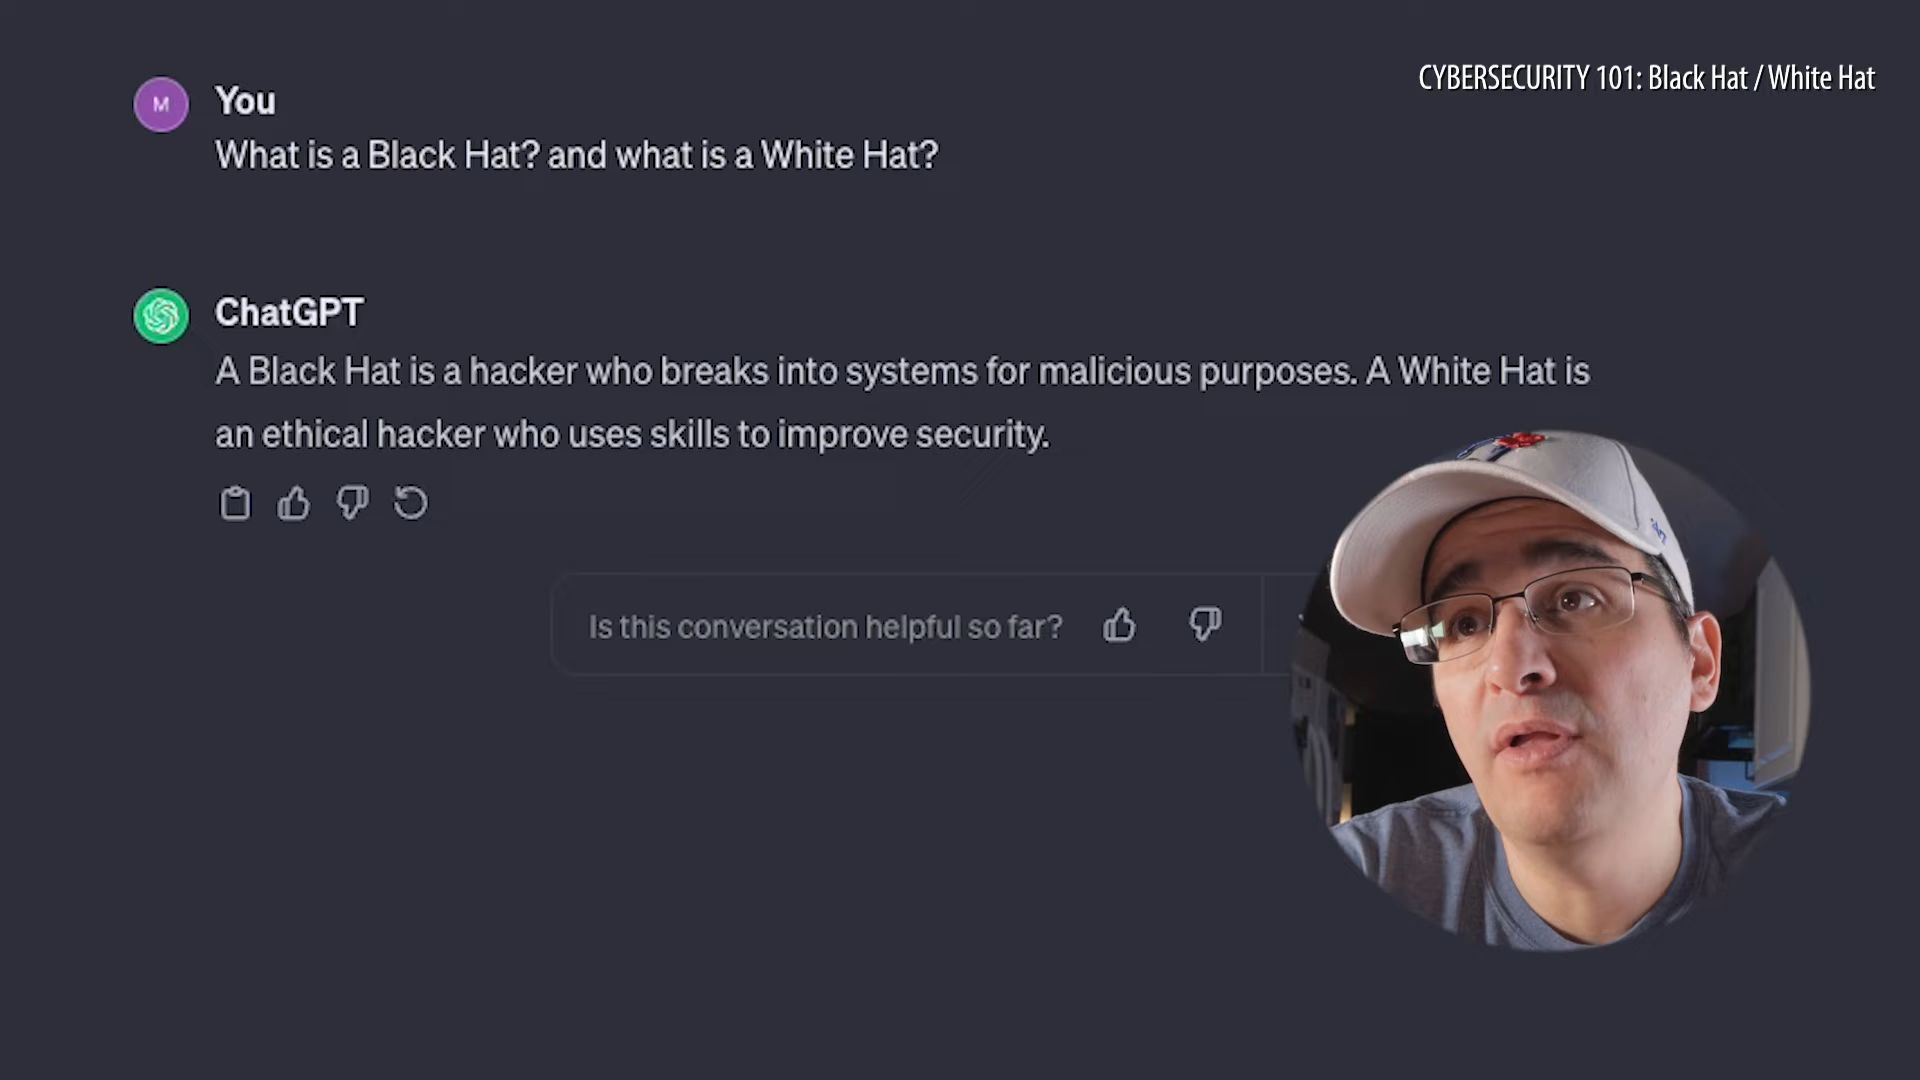 CYBERSECURITY 101: Black Hat / White Hat
M
You
What is a Black Hat? and what is a White Hat?
ChatGPT
A Black Hat is a hacker who breaks into systems for malicious purposes. A White Hat is
an ethical hacker who uses skills to improve security.
Is this conversation helpful so far?